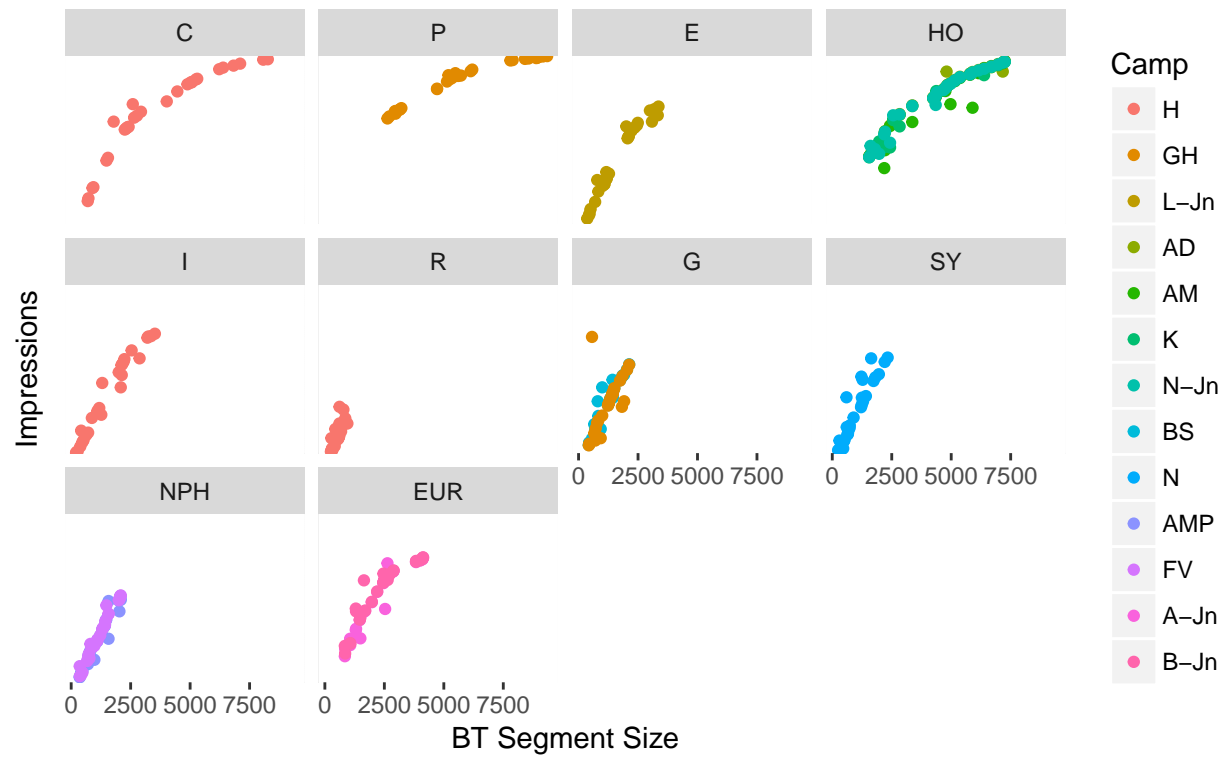 C
P
E
HO
I
R
G
SY
0 2500 5000 7500
0 2500 5000 7500
NPH
EUR
0 2500 5000 7500
0 2500 5000 7500
BT Segment Size
Impressions
Camp
H
GH
L−Jn
AD
AM
K
N−Jn
BS
N
AMP
FV
A−Jn
B−Jn